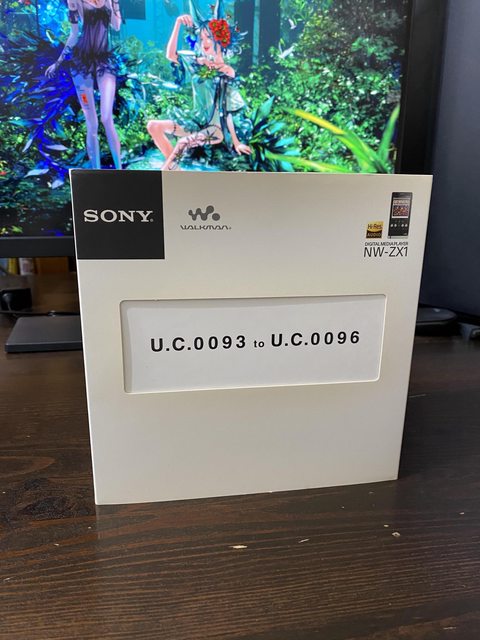 SONY
WALKMAN
Hi-Res
AUDIO
DIGITAL MEDIA PLAYER
NW-ZX1
U.C.0093 to U.C.0096